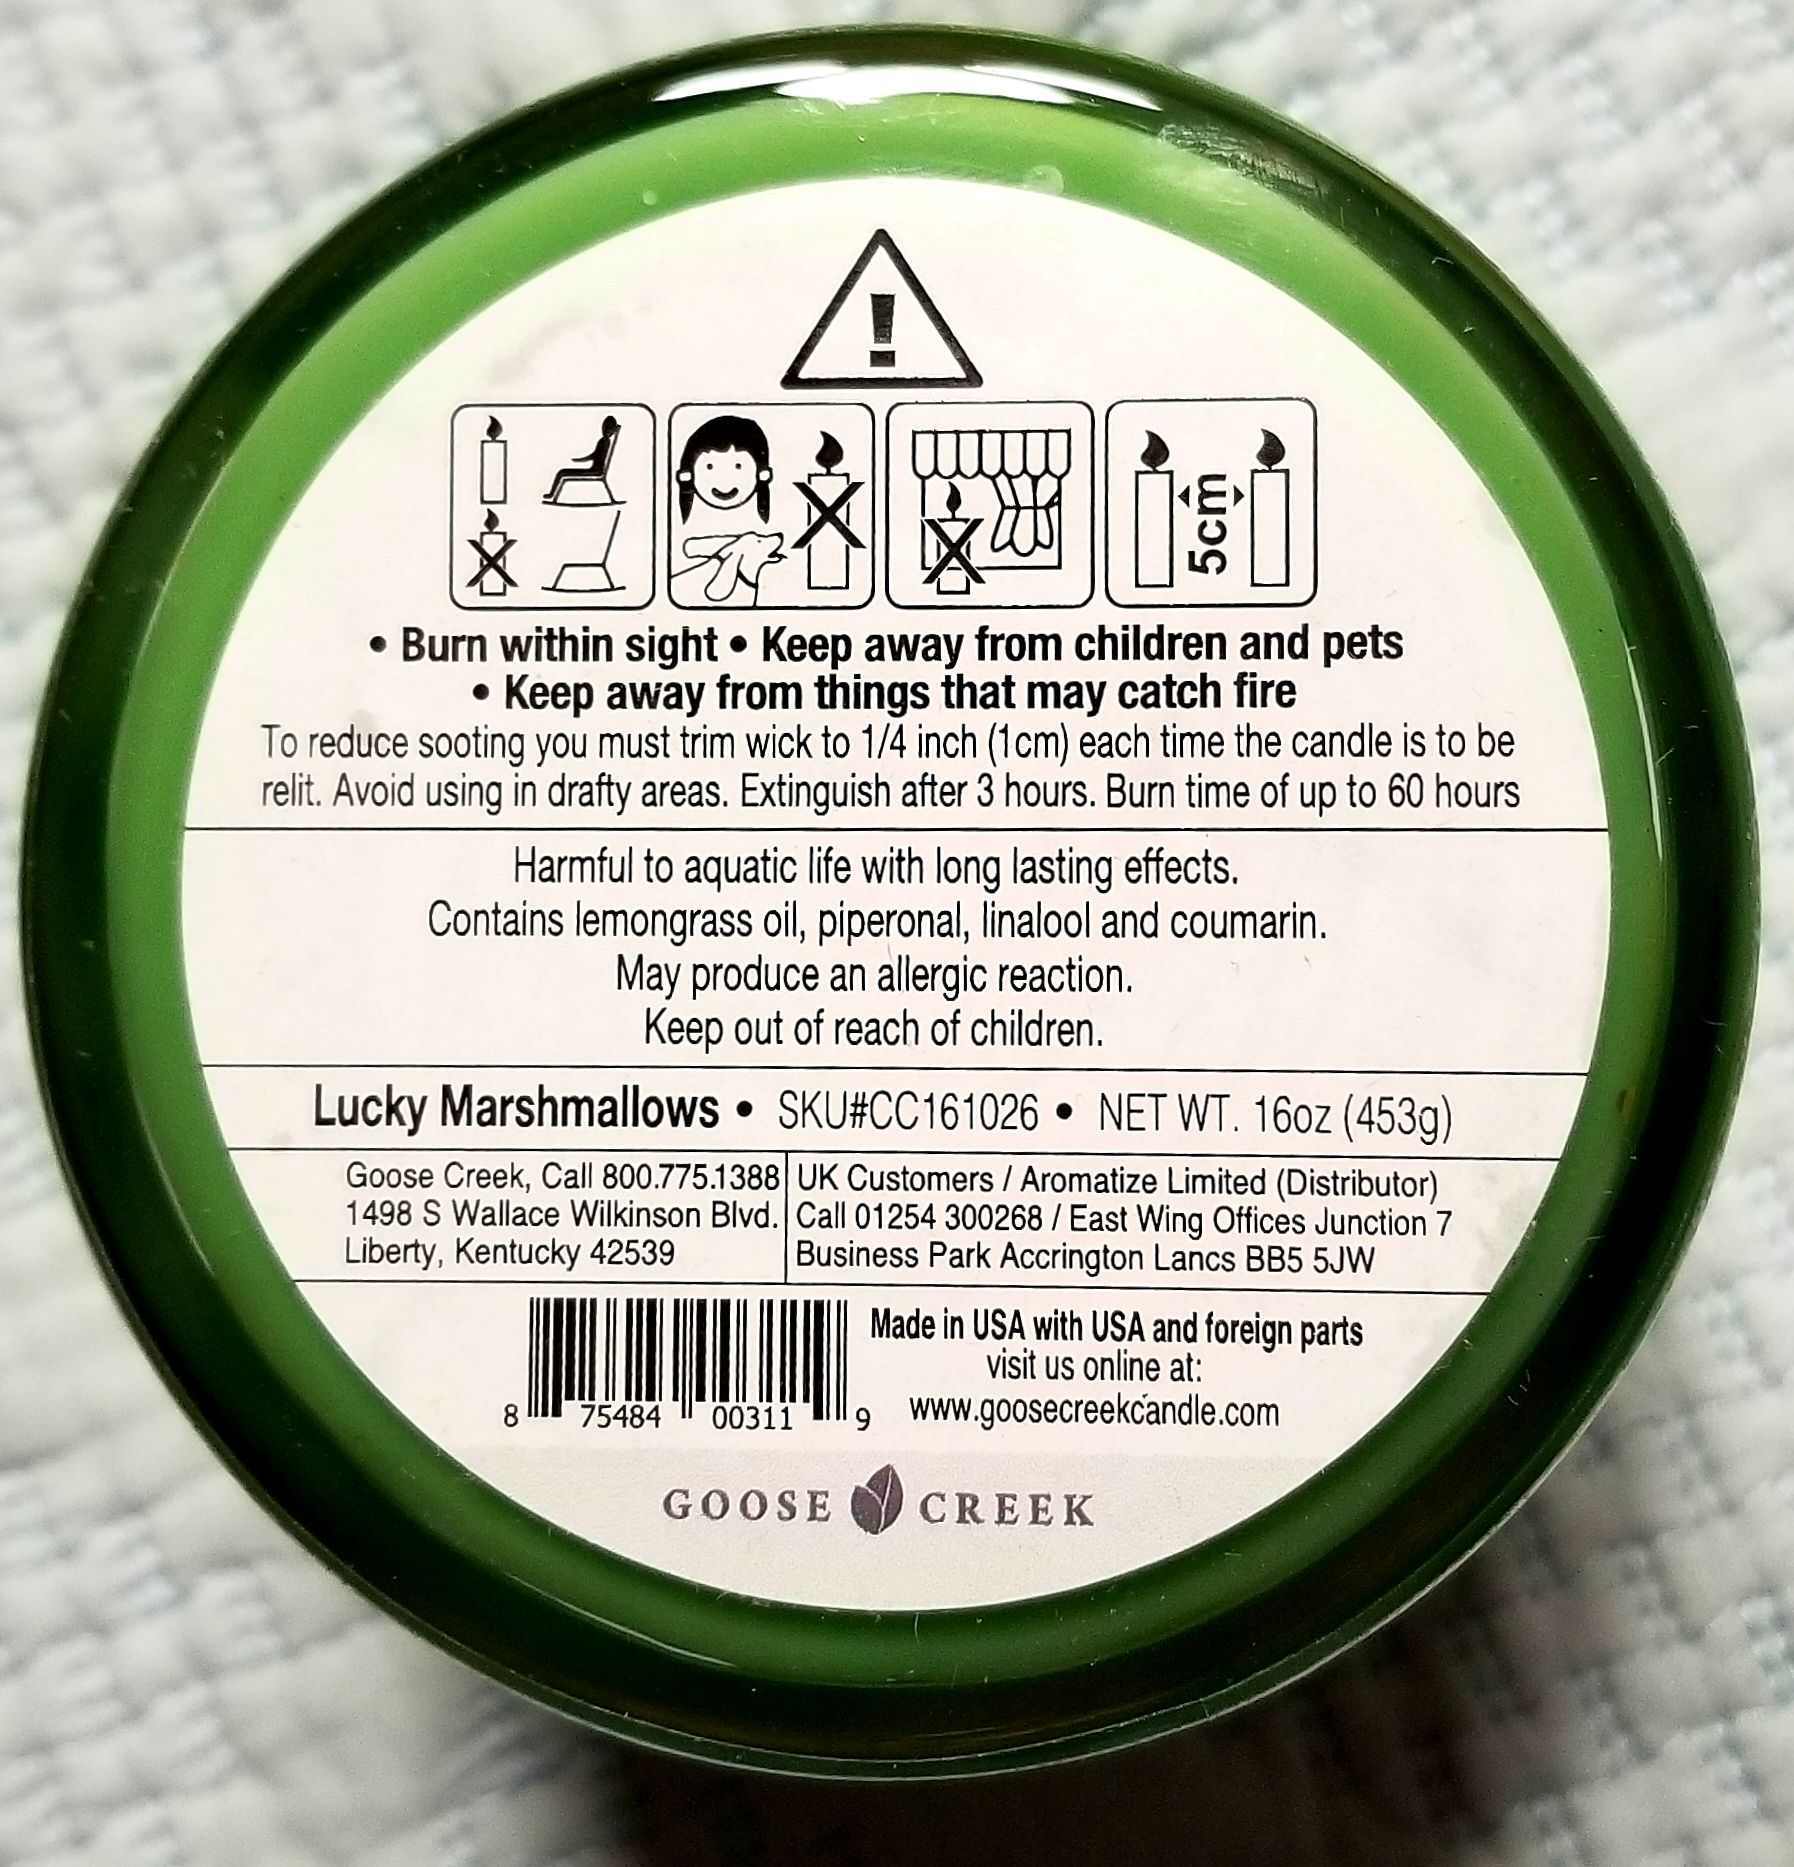 !
5cm
• Burn within sight • Keep away from children and pets
• Keep away from things that may catch fire
To reduce sooting you must trim wick to 1/4 inch (1cm) each time the candle is to be
relit. Avoid using in drafty areas. Extinguish after 3 hours. Burn time of up to 60 hours
Harmful to aquatic life with long lasting effects.
Contains lemongrass oil, piperonal, linalool and coumarin.
May produce an allergic reaction.
Keep out of reach of children.
Lucky Marshmallows • SKU#CC161026 • NET WT. 16oz (453g)
Goose Creek, Call 800.775.1388
1498 S Wallace Wilkinson Blvd.
Liberty, Kentucky 42539
UK Customers / Aromatize Limited (Distributor)
Call 01254 300268 / East Wing Offices Junction 7
Business Park Accrington Lancs BB5 5JW
8 75484 00311 9
Made in USA with USA and foreign parts
visit us online at:
www.goosecreekcandle.com
GOOSE CREEK